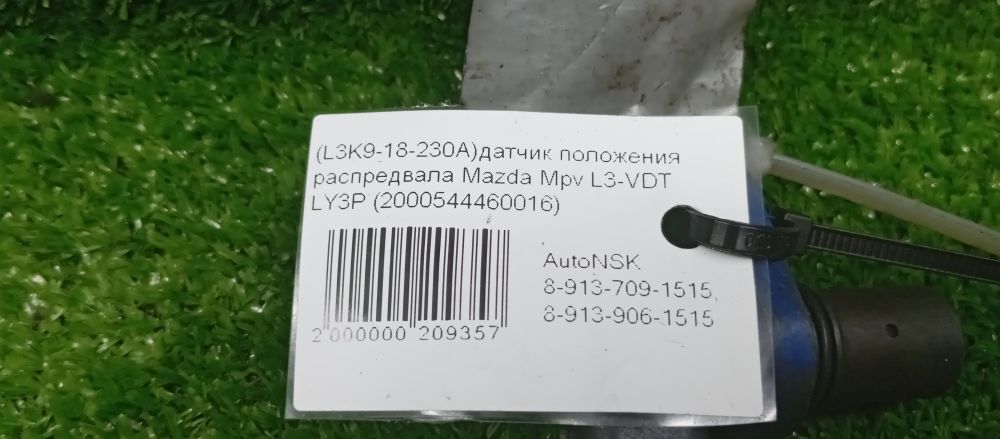 (L3K9-18-230A)датчик положения
распредвала Mazda Mpv L3-VDT
LY3P (2000544460016)
AutoNSK
8-913-709-1515,
8-913-906-1515
2 000000 209357